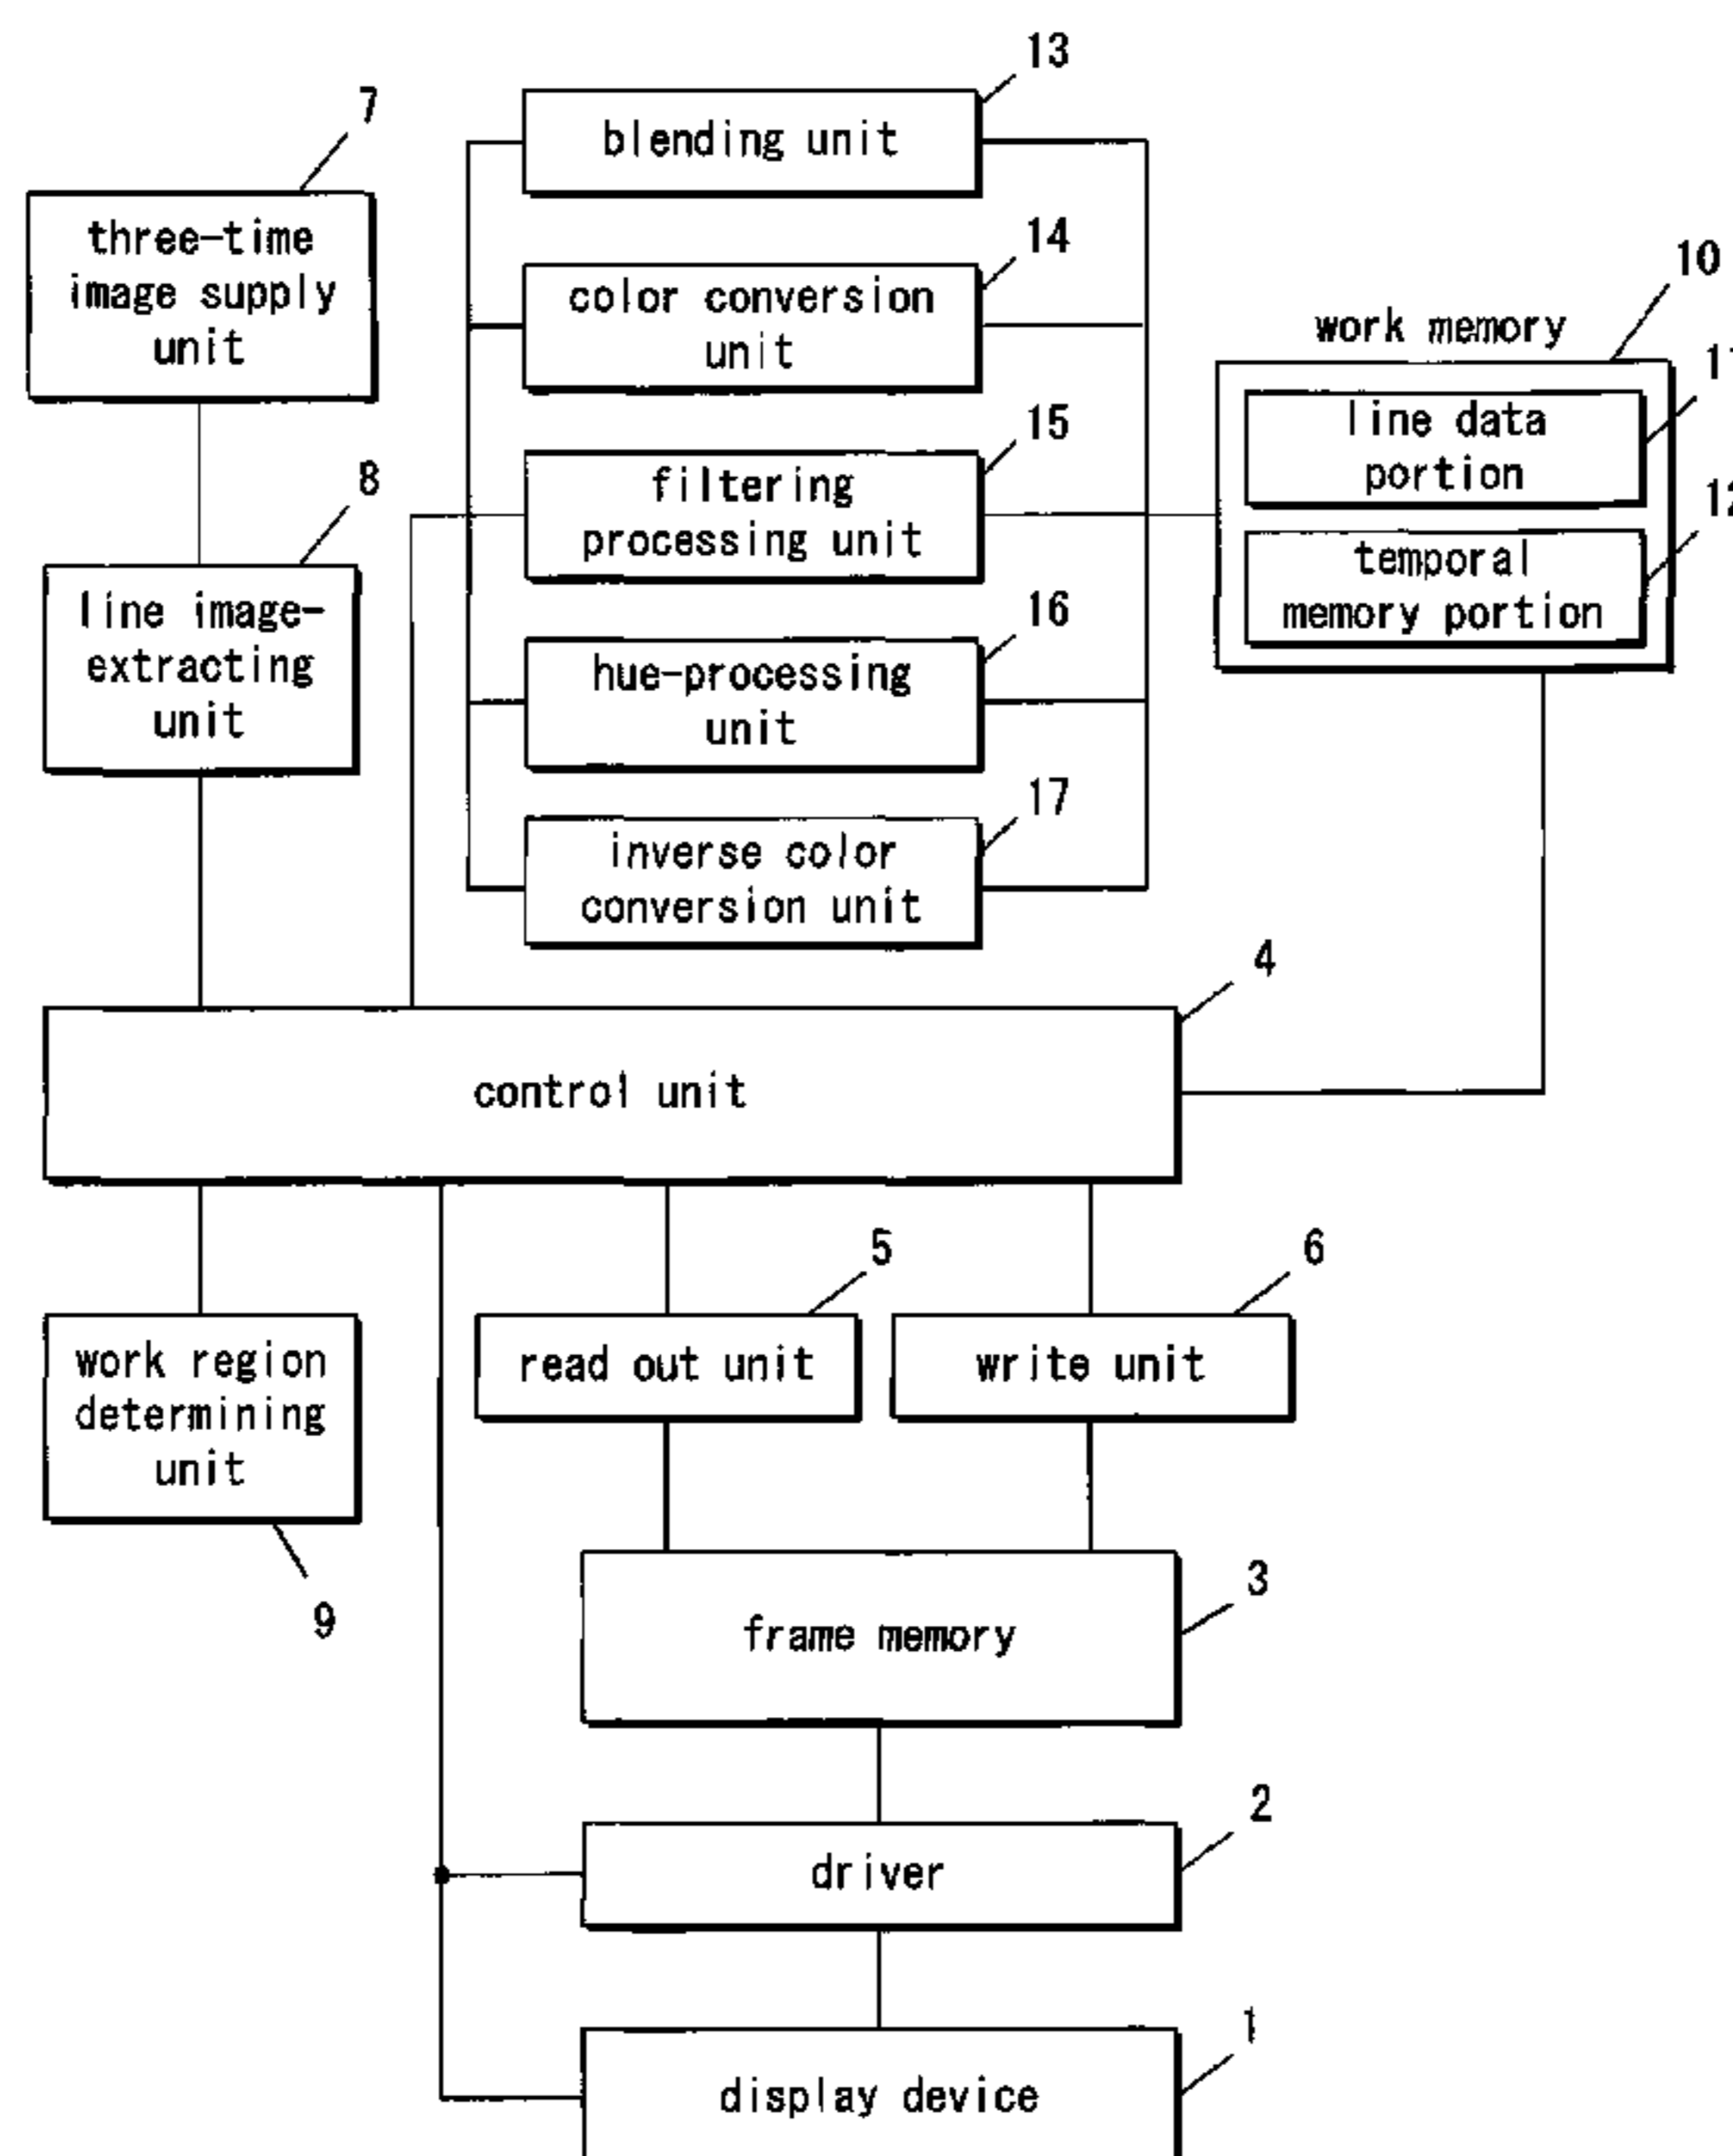 13
blending unit
7
three-time
image supply
unit
14
color conversion
unit
10
work memory
11
line data
portion
12
temporal
memory portion
15
filtering
processing unit
8
line image-
extracting
unit
16
hue-processing
unit
17
inverse color
conversion unit
4
control unit
5
read out unit
6
write unit
work region
determining
unit
9
3
frame memory
2
driver
1
display device